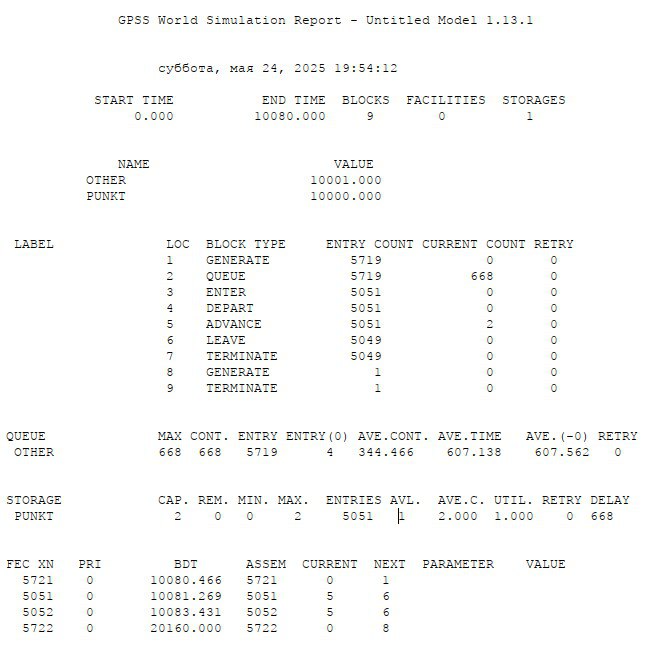 GPSS World Simulation Report - Untitled Model 1.13.1
суббота, мая 24, 2025 19:54:12
START TIME END TIME BLOCKS FACILITIES STORAGES
0.000 10080.000 9 0 1
NAME VALUE
OTHER 10001.000
PUNKT 10000.000
LABEL LOC BLOCK TYPE ENTRY COUNT CURRENT COUNT RETRY
1 GENERATE 5719 0 0
2 QUEUE 5719 668 0
3 ENTER 5051 0 0
4 DEPART 5051 0 0
5 ADVANCE 5051 2 0
6 LEAVE 5049 0 0
7 TERMINATE 5049 0 0
8 GENERATE 1 0 0
9 TERMINATE 1 0 0
QUEUE MAX CONT. ENTRY ENTRY(0) AVE.CONT. AVE.TIME AVE.(-0) RETRY
OTHER 668 668 5719 4 344.466 607.138 607.562 0
STORAGE CAP. REM. MIN. MAX. ENTRIES AVL. AVE.C. UTIL. RETRY DELAY
PUNKT 2 0 0 2 5051 1 2.000 1.000 0 668
FEC XN PRI BDT ASSEM CURRENT NEXT PARAMETER VALUE
5721 0 10080.466 5721 0 1
5051 0 10081.269 5051 5 6
5052 0 10083.431 5052 5 6
5722 0 20160.000 5722 0 8